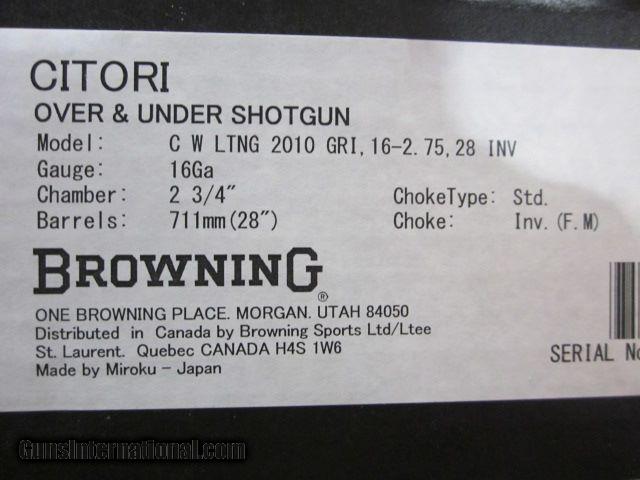 CITORI
OVER & UNDER SHOTGUN
Model: C W LTNG 2010 GRI,16-2.75,28 INV
Gauge: 16Ga
Chamber: 2 3/4" ChokeType: Std.
Barrels: 711mm(28") Choke: Inv.(F.M)
BROWNING®
ONE BROWNING PLACE. MORGAN. UTAH 84050
Distributed in Canada by Browning Sports Ltd/Ltee
St. Laurent. Quebec CANADA H4S 1W6
Made by Miroku - Japan
SERIAL No
GunsInternational.com